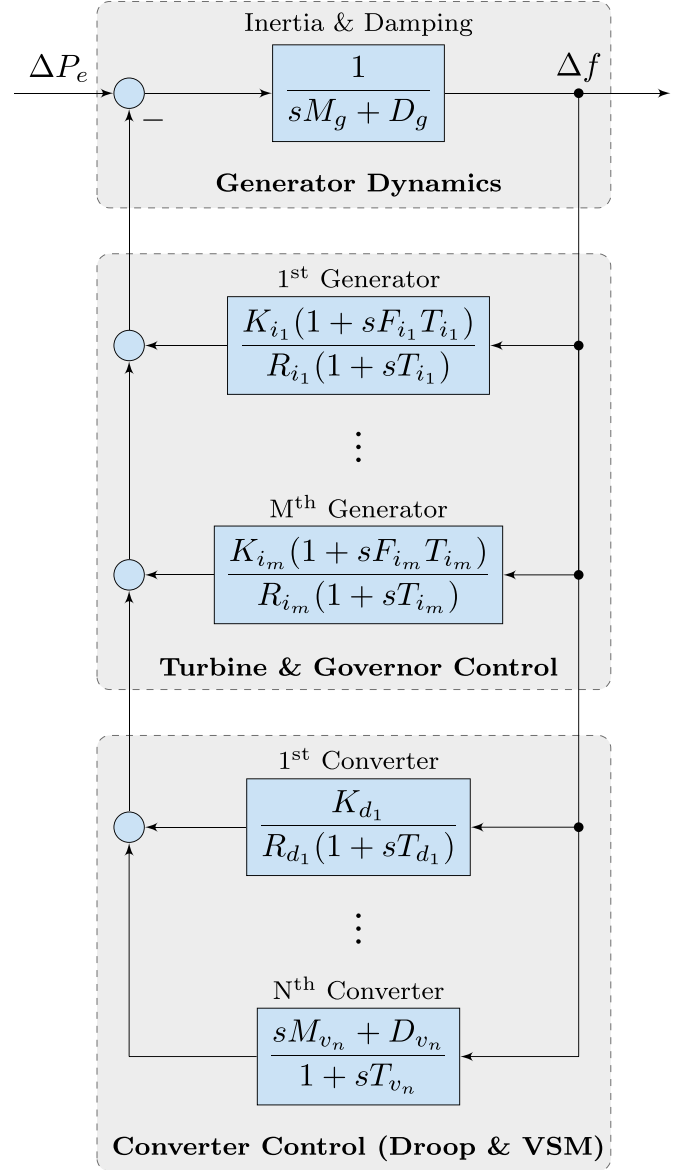 Inertia & Damping
ΔP_e
1
sM_g + D_g
Δf
−
Generator Dynamics
1st Generator
K_{i_1}(1 + sF_{i_1}T_{i_1})
R_{i_1}(1 + sT_{i_1})
⋮
Mth Generator
K_{i_m}(1 + sF_{i_m}T_{i_m})
R_{i_m}(1 + sT_{i_m})
Turbine & Governor Control
1st Converter
K_{d_1}
R_{d_1}(1 + sT_{d_1})
⋮
Nth Converter
sM_{v_n} + D_{v_n}
1 + sT_{v_n}
Converter Control (Droop & VSM)